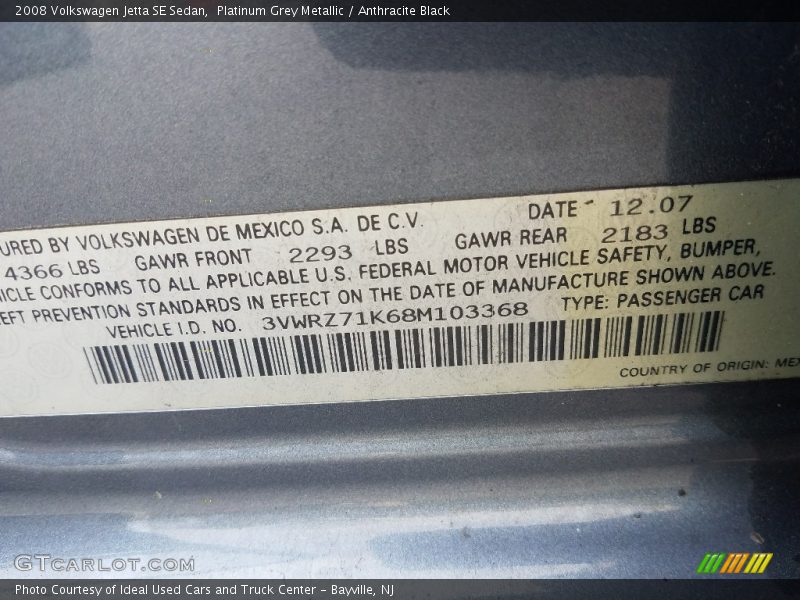 2008 Volkswagen Jetta SE Sedan,  Platinum Grey Metallic / Anthracite Black
URED BY VOLKSWAGEN DE MEXICO S.A. DE C.V. DATE 12.07
4366 LBS GAWR FRONT 2293 LBS GAWR REAR 2183 LBS
ICLE CONFORMS TO ALL APPLICABLE U.S. FEDERAL MOTOR VEHICLE SAFETY, BUMPER,
EFT PREVENTION STANDARDS IN EFFECT ON THE DATE OF MANUFACTURE SHOWN ABOVE.
VEHICLE I.D. NO. 3VWRZ71K68M103368 TYPE: PASSENGER CAR
COUNTRY OF ORIGIN: MEX
GTCARLOT.COM
Photo Courtesy of Ideal Used Cars and Truck Center – Bayville, NJ